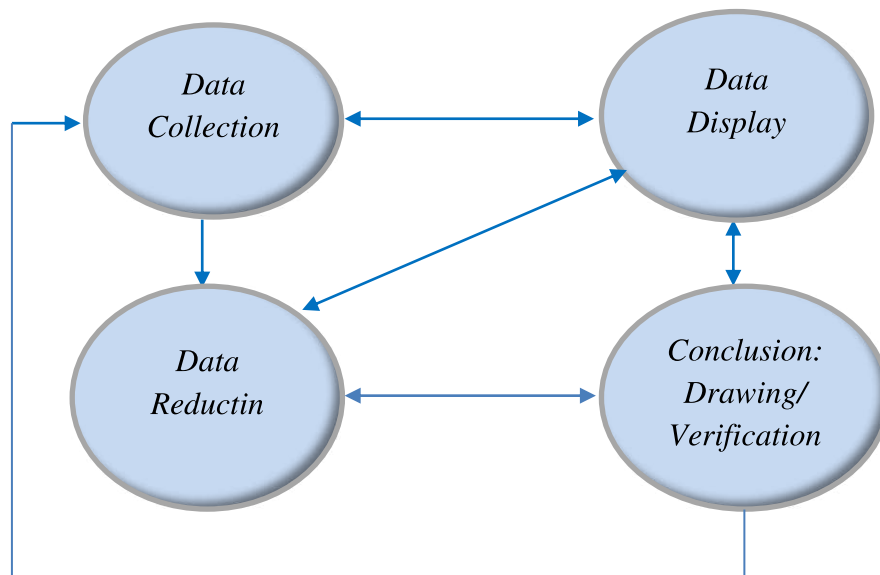 Data
Collection
Data
Display
Data
Reductin
Conclusion:
Drawing/
Verification